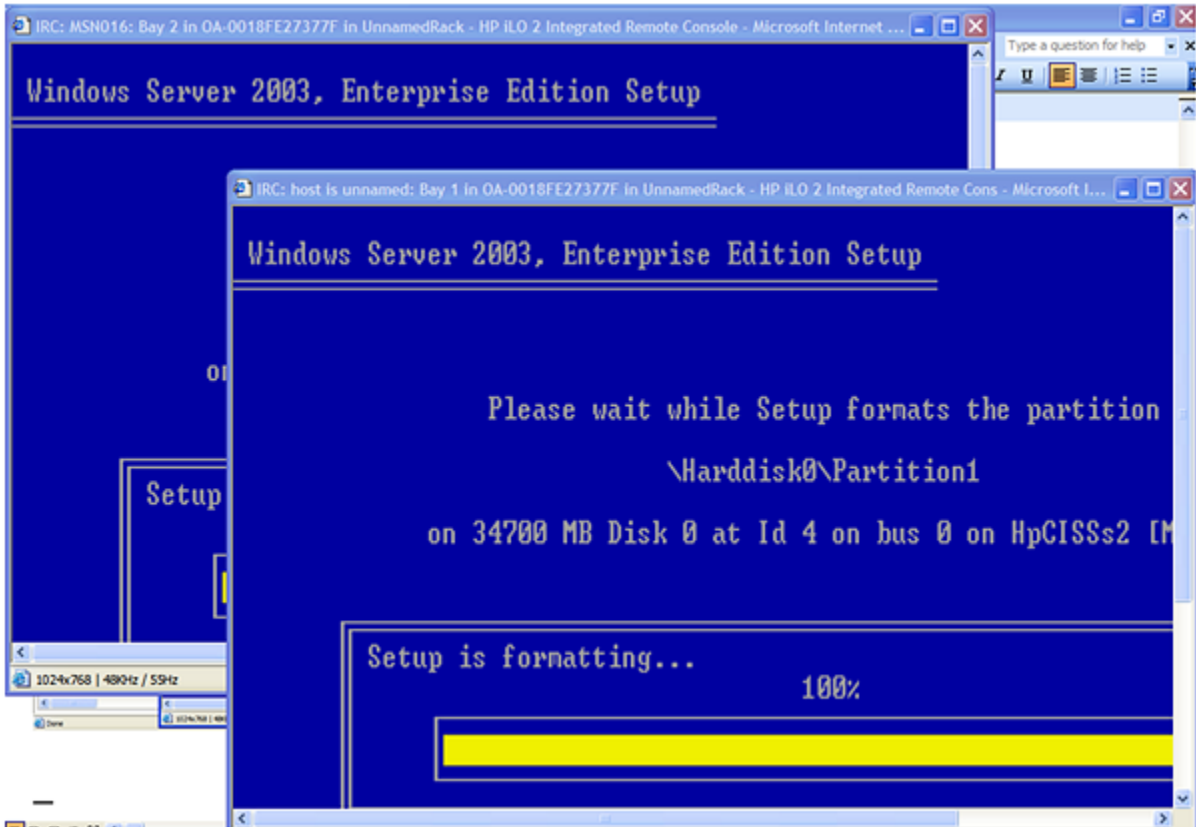 IRC: MSN016: Bay 2 in OA-0018FE27377F in UnnamedRack - HP iLO 2 Integrated Remote Console - Microsoft Internet ...
Type a question for help
Windows Server 2003, Enterprise Edition Setup
IRC: host is unnamed: Bay 1 in OA-0018FE27377F in UnnamedRack - HP iLO 2 Integrated Remote Cons - Microsoft I...
Windows Server 2003, Enterprise Edition Setup
Please wait while Setup formats the partition
\Harddisk0\Partition1
on 34700 MB Disk 0 at Id 4 on bus 0 on HpCISSs2 [M
on
Setup
Setup is formatting...
100%
1024x768 | 48KHz / 55Hz
Done